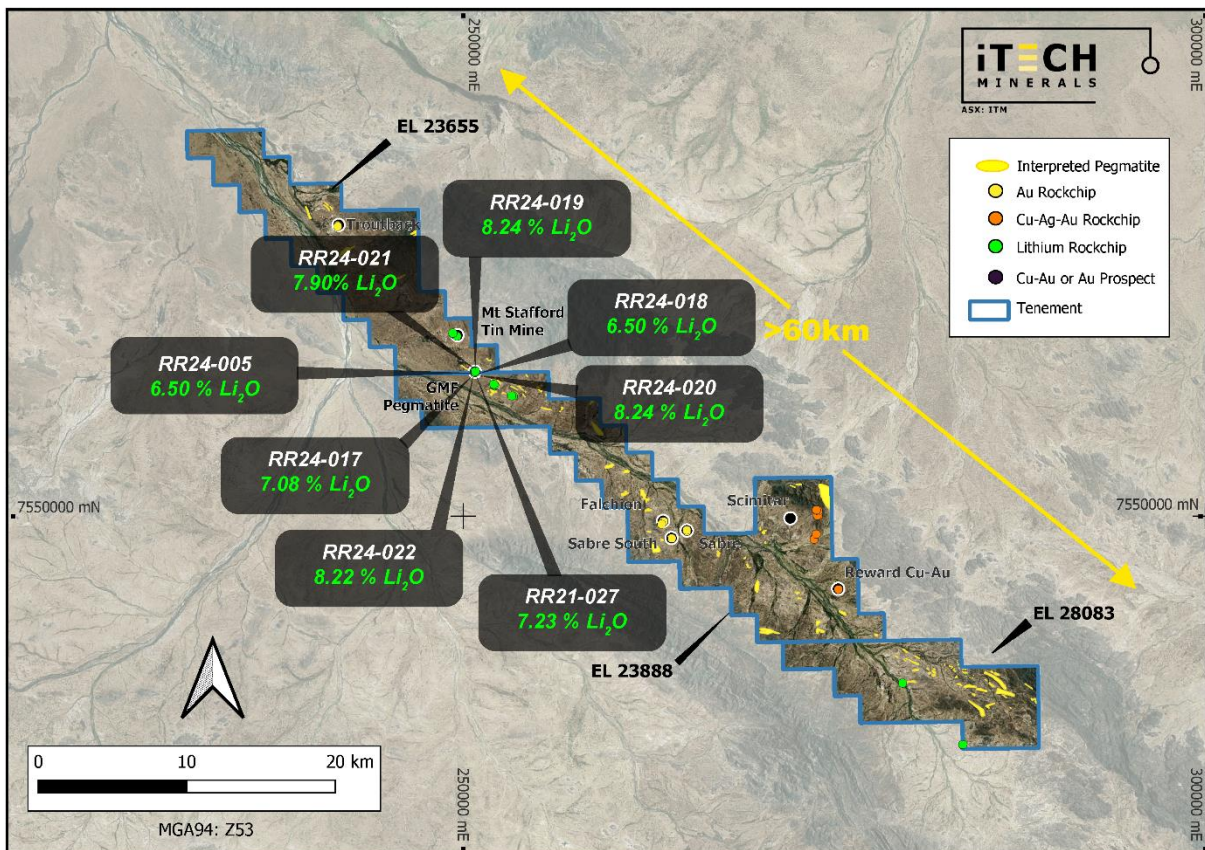 250000 mE
300000 mE
iTECH
MINERALS
ASX: ITM
EL 23655
Interpreted Pegmatite
Au Rockchip
Cu-Ag-Au Rockchip
Lithium Rockchip
Cu-Au or Au Prospect
Tenement
RR24-019
8.24 % Li₂O
Troutback
RR24-021
7.90% Li₂O
RR24-018
6.50 % Li₂O
Mt Stafford
Tin Mine
>60km
RR24-005
6.50 % Li₂O
GMF
Pegmatite
RR24-020
8.24 % Li₂O
RR24-017
7.08 % Li₂O
7550000 mN
7550000 mN
Falchion
Scimitar
Sabre South
Sabre
RR24-022
8.22 % Li₂O
Reward Cu-Au
RR21-027
7.23 % Li₂O
EL 28083
EL 23888
0
10
20 km
MGA94: Z53
250000 mE
300000 mE